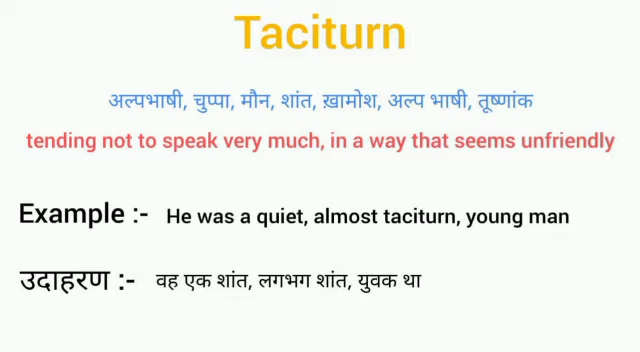 Taciturn
अल्पभाषी, चुप्पा, मौन, शांत, ख़ामोश, अल्प भाषी, तूष्णांक
tending not to speak very much, in a way that seems unfriendly
Example :- He was a quiet, almost taciturn, young man
उदाहरण :- वह एक शांत, लगभग शांत, युवक था